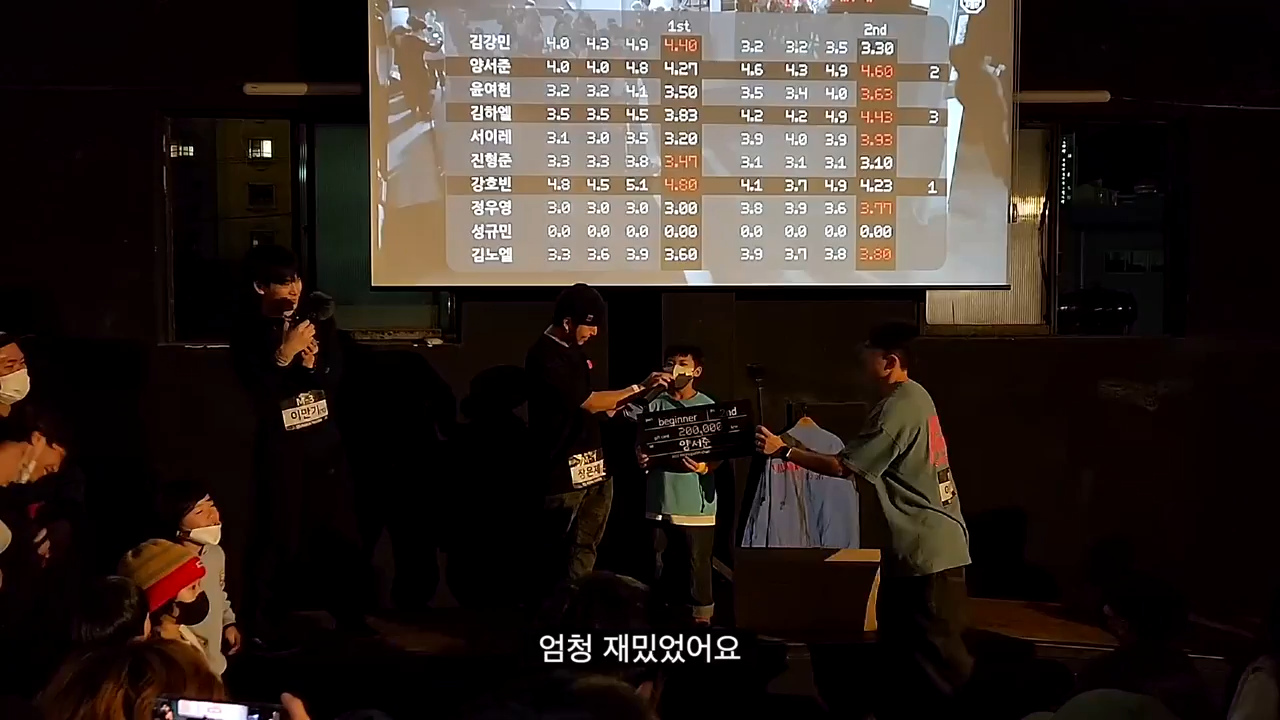 1st 2nd
김강민 4.0 4.3 4.9 4.40 3.2 3.2 3.5 3.30
양서준 4.0 4.0 4.8 4.27 4.6 4.3 4.9 4.60 2
윤여헌 3.2 3.2 4.1 3.50 3.5 3.4 4.0 3.63
김하엘 3.5 3.5 4.5 3.83 4.2 4.2 4.9 4.43 3
서이레 3.1 3.0 3.5 3.20 3.9 4.0 3.9 3.93
진형준 3.3 3.3 3.8 3.47 3.1 3.1 3.1 3.10
강호빈 4.8 4.5 5.1 4.80 4.1 3.7 4.9 4.23 1
정우영 3.0 3.0 3.0 3.00 3.8 3.9 3.6 3.77
성규민 0.0 0.0 0.0 0.00 0.0 0.0 0.0 0.00
김노엘 3.3 3.6 3.9 3.60 3.9 3.7 3.8 3.80
이만기
beginner 2nd
200,000
양서준
엄청 재밌었어요